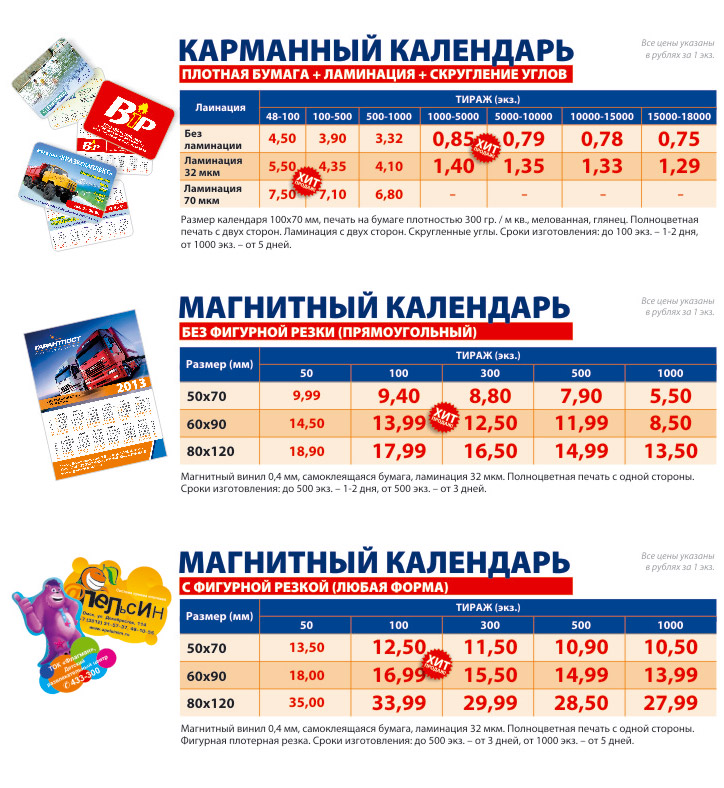 КАРМАННЫЙ КАЛЕНДАРЬ
Все цены указаны
в рублях за 1 экз.
ПЛОТНАЯ БУМАГА + ЛАМИНАЦИЯ + СКРУГЛЕНИЕ УГЛОВ
Лаинация
ТИРАЖ (экз.)
48-100 100-500 500-1000 1000-5000 5000-10000 10000-15000 15000-18000
Без
ламинации
4,50 3,90 3,32 0,85 0,79 0,78 0,75
Ламинация
32 мкм
5,50 4,35 4,10 1,40 1,35 1,33 1,29
Ламинация
70 мкм
7,50 7,10 6,80 – – – –
ХИТ
ПРОДАЖ!
ХИТ
ПРОДАЖ!
Размер календаря 100х70 мм, печать на бумаге плотностью 300 гр. / м кв., мелованная, глянец. Полноцветная
печать с двух сторон. Ламинация с двух сторон. Скругленные углы. Сроки изготовления: до 100 экз. – 1-2 дня,
от 1000 экз. – от 5 дней.
МАГНИТНЫЙ КАЛЕНДАРЬ
Все цены указаны
в рублях за 1 экз.
БЕЗ ФИГУРНОЙ РЕЗКИ (ПРЯМОУГОЛЬНЫЙ)
Размер (мм)
ТИРАЖ (экз.)
50 100 300 500 1000
50х70 9,99 9,40 8,80 7,90 5,50
60х90 14,50 13,99 12,50 11,99 8,50
80х120 18,90 17,99 16,50 14,99 13,50
ХИТ
ПРОДАЖ!
ГАРАНТПОСТ
2013
Магнитный винил 0,4 мм, самоклеящаяся бумага, ламинация 32 мкм. Полноцветная печать с одной стороны.
Сроки изготовления: до 500 экз. – 1-2 дня, от 500 экз. – от 3 дней.
МАГНИТНЫЙ КАЛЕНДАРЬ
Все цены указаны
в рублях за 1 экз.
С ФИГУРНОЙ РЕЗКОЙ (ЛЮБАЯ ФОРМА)
Размер (мм)
ТИРАЖ (экз.)
50 100 300 500 1000
50х70 13,50 12,50 11,50 10,90 10,50
60х90 18,00 16,99 15,50 14,99 13,99
80х120 35,00 33,99 29,99 28,50 27,99
ХИТ
ПРОДАЖ!
апельсин
ТОК «Флагман»,
Детский
развлекательный центр
433-300
Магнитный винил 0,4 мм, самоклеящаяся бумага, ламинация 32 мкм. Полноцветная печать с одной стороны.
Фигурная плотерная резка. Сроки изготовления: до 500 экз. – от 3 дней, от 1000 экз. – от 5 дней.